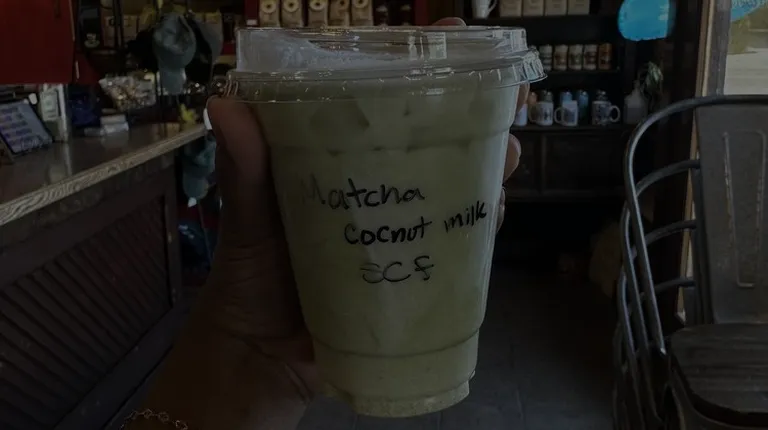 Matcha
cocnut milk
SCF